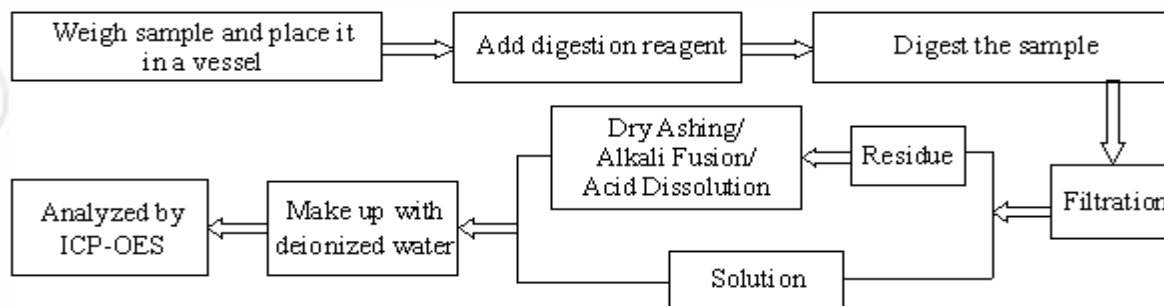 Weigh sample and place it
in a vessel
Add digestion reagent
Digest the sample
Filtration
Residue
Dry Ashing/
Alkali Fusion/
Acid Dissolution
Solution
Make up with
deionized water
Analyzed by
ICP-OES